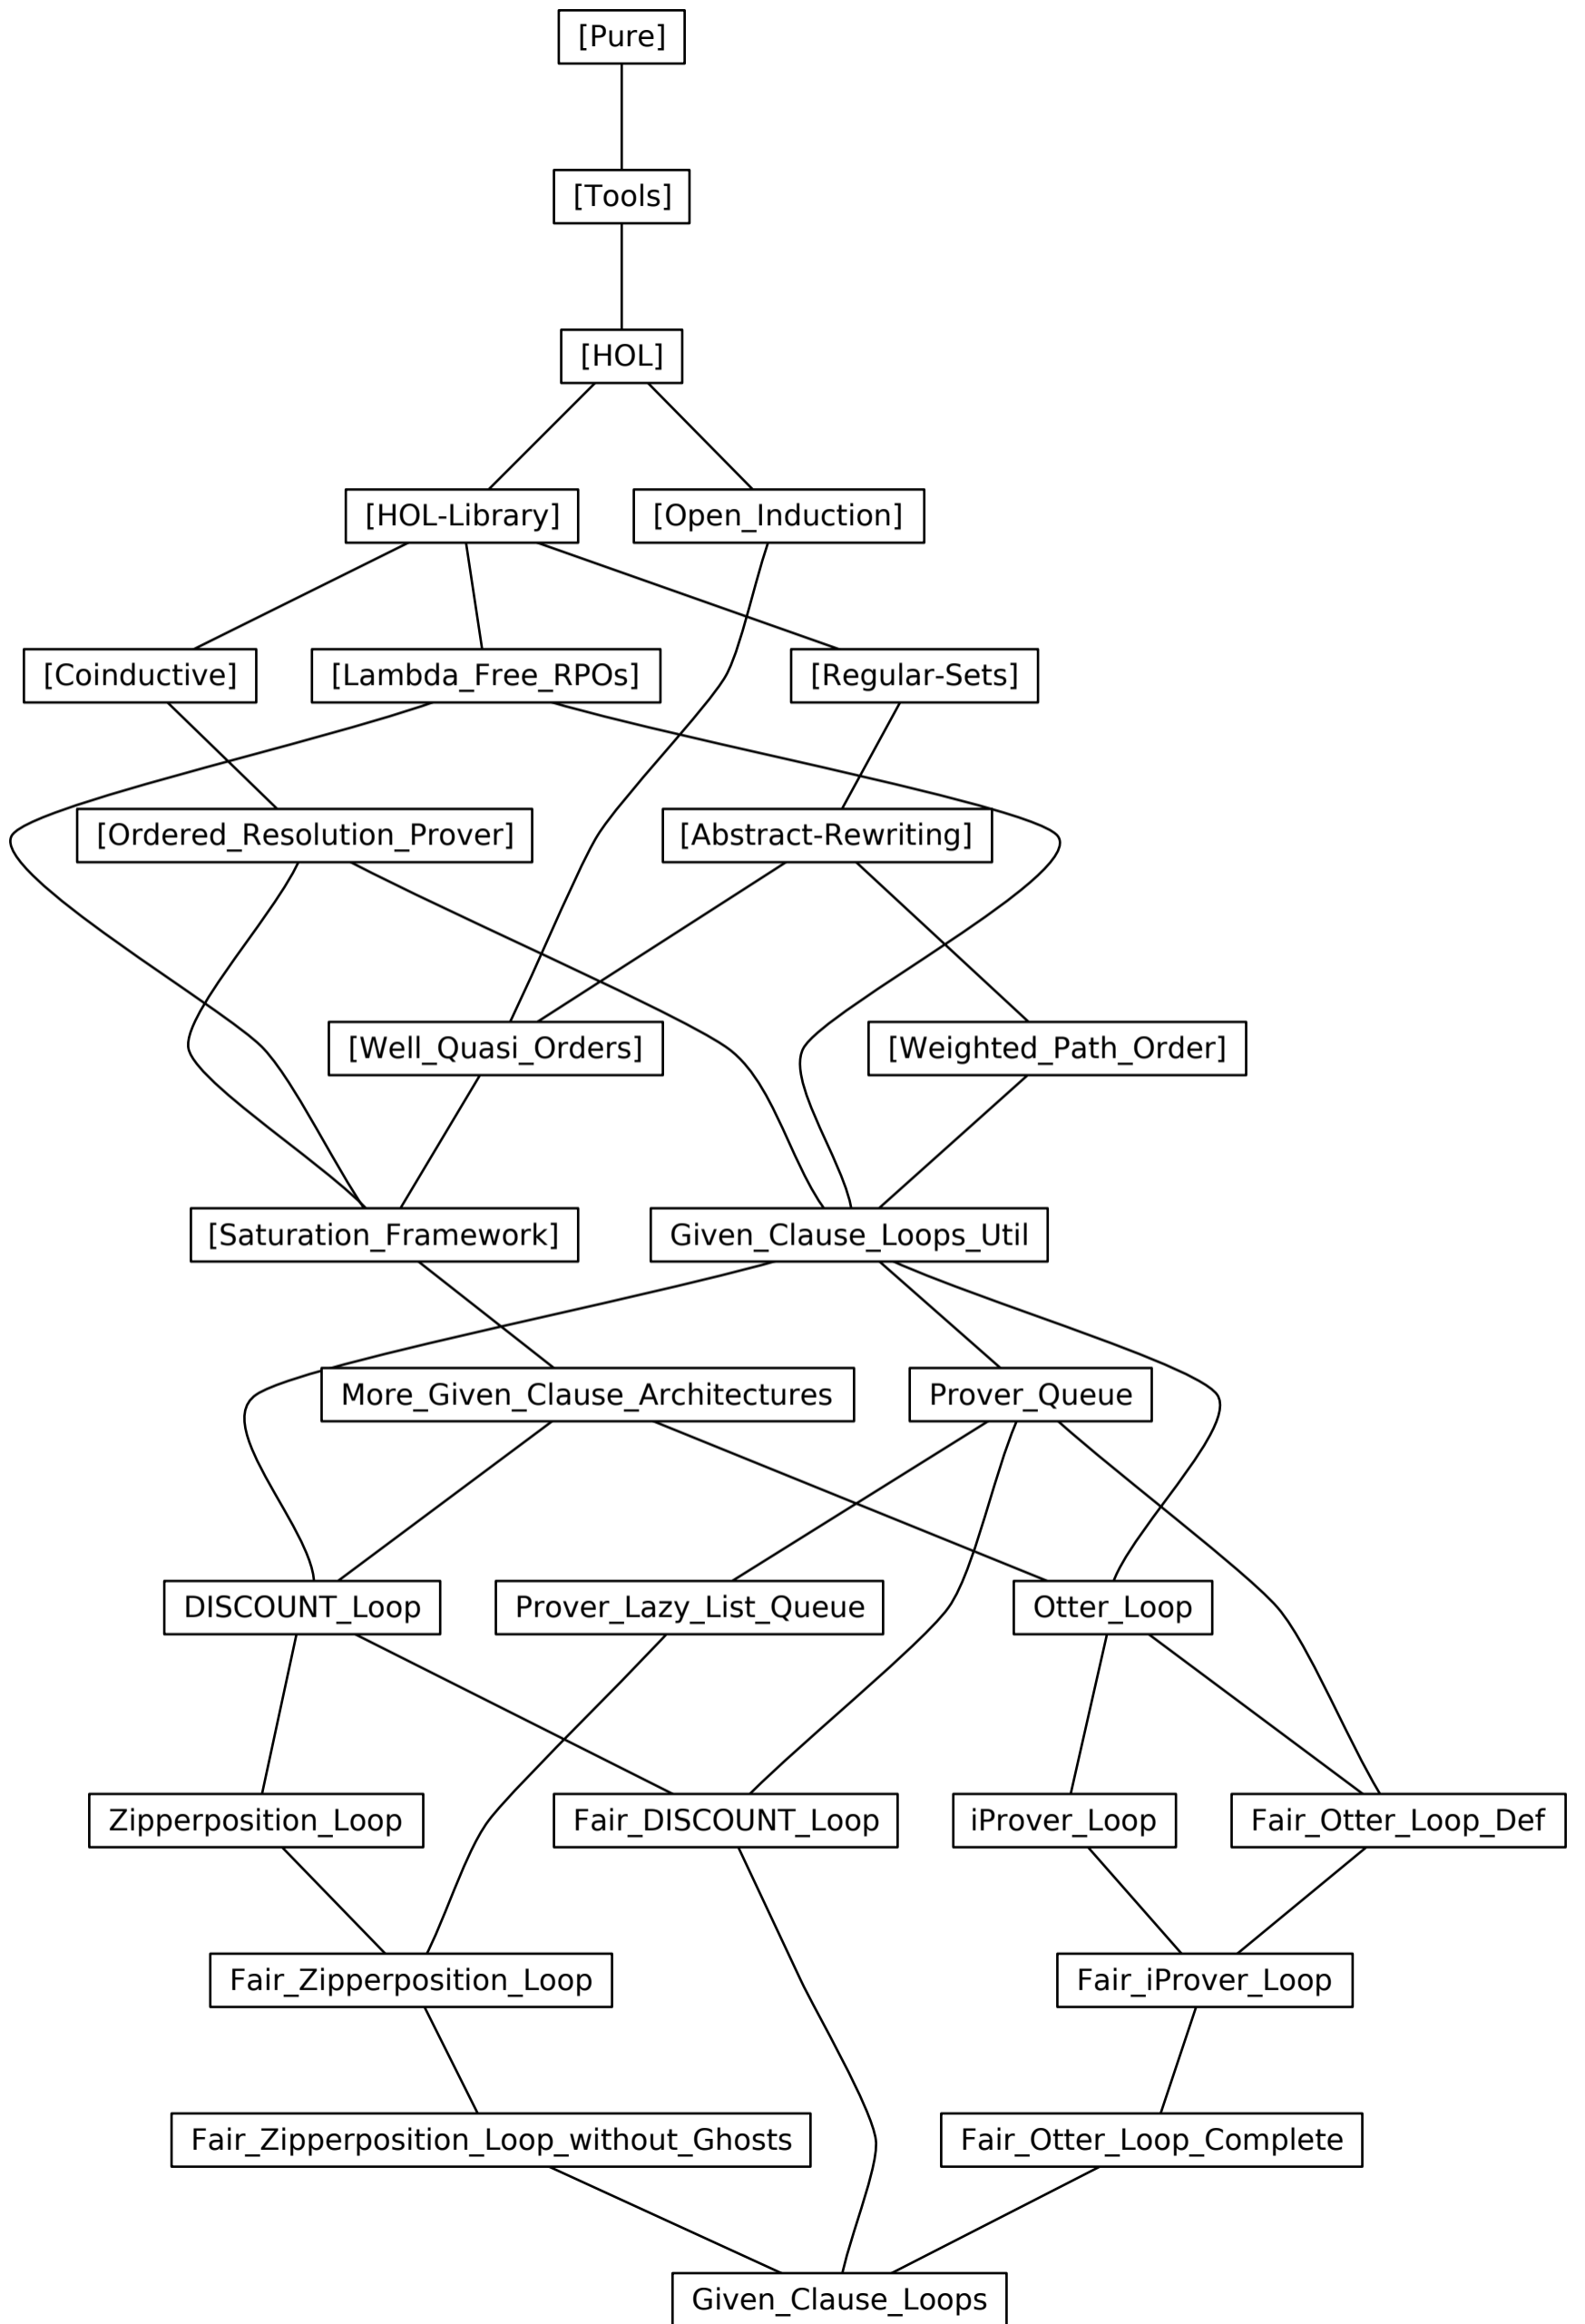 [Pure]
[Tools]
[HOL]
[HOL-Library]
[Open_Induction]
[Coinductive]
[Lambda_Free_RPOs]
[Regular-Sets]
[Ordered_Resolution_Prover]
[Abstract-Rewriting]
[Well_Quasi_Orders]
[Weighted_Path_Order]
[Saturation_Framework]
Given_Clause_Loops_Util
More_Given_Clause_Architectures
Prover_Queue
DISCOUNT_Loop
Prover_Lazy_List_Queue
Otter_Loop
Zipperposition_Loop
Fair_DISCOUNT_Loop
iProver_Loop
Fair_Otter_Loop_Def
Fair_Zipperposition_Loop
Fair_iProver_Loop
Fair_Zipperposition_Loop_without_Ghosts
Fair_Otter_Loop_Complete
Given_Clause_Loops